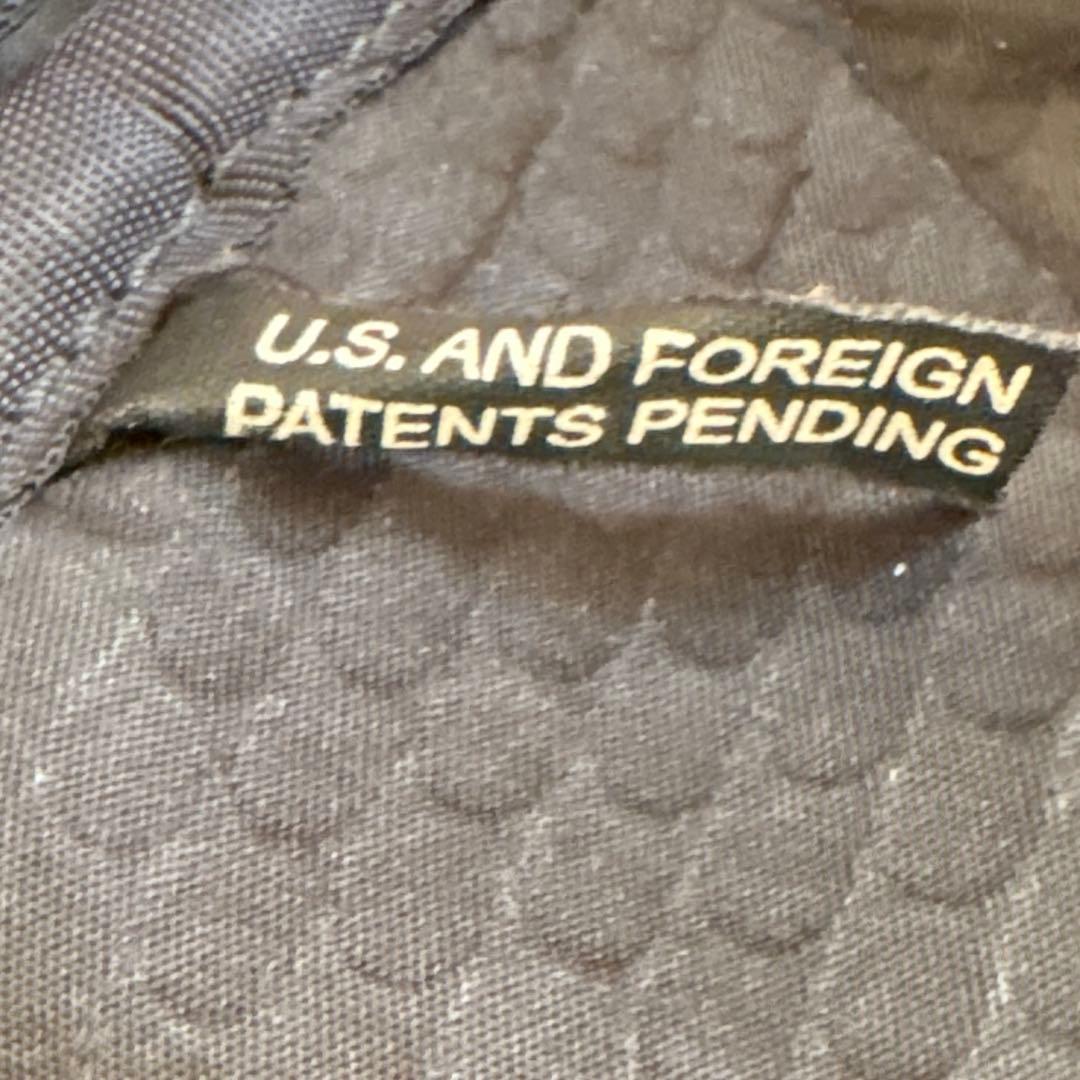 U.S. AND FOREIGN
PATENTS PENDING